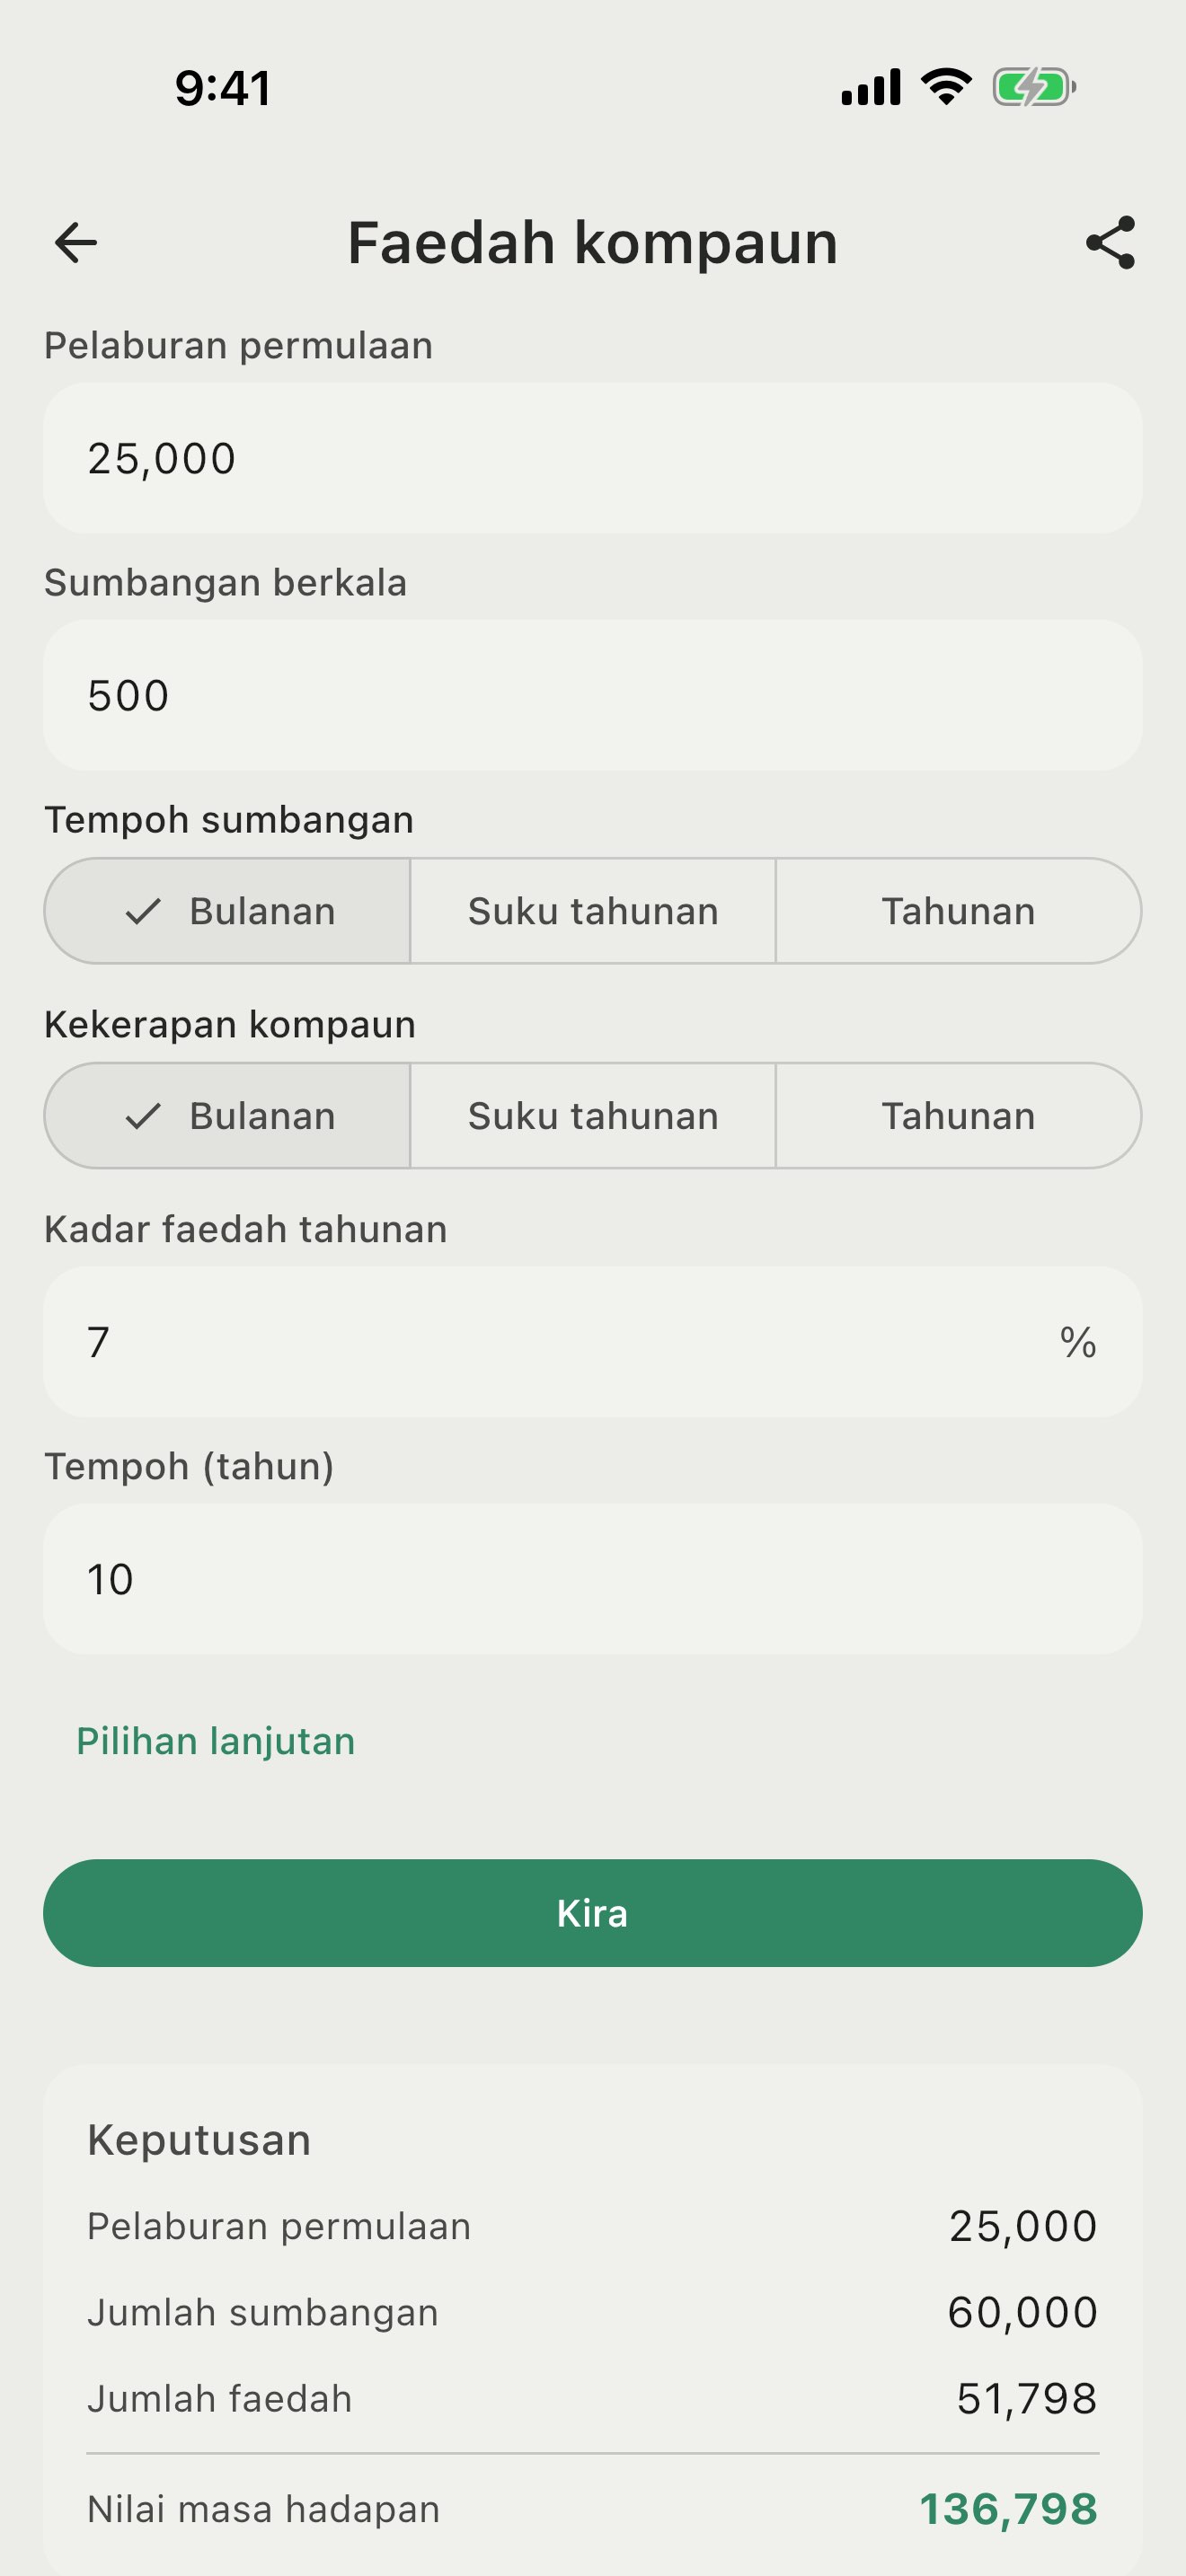 9:41
Faedah kompaun
Pelaburan permulaan
25,000
Sumbangan berkala
500
Tempoh sumbangan
Bulanan Suku tahunan Tahunan
Kekerapan kompaun
Bulanan Suku tahunan Tahunan
Kadar faedah tahunan
7 %
Tempoh (tahun)
10
Pilihan lanjutan
Kira
Keputusan
Pelaburan permulaan 25,000
Jumlah sumbangan 60,000
Jumlah faedah 51,798
Nilai masa hadapan 136,798